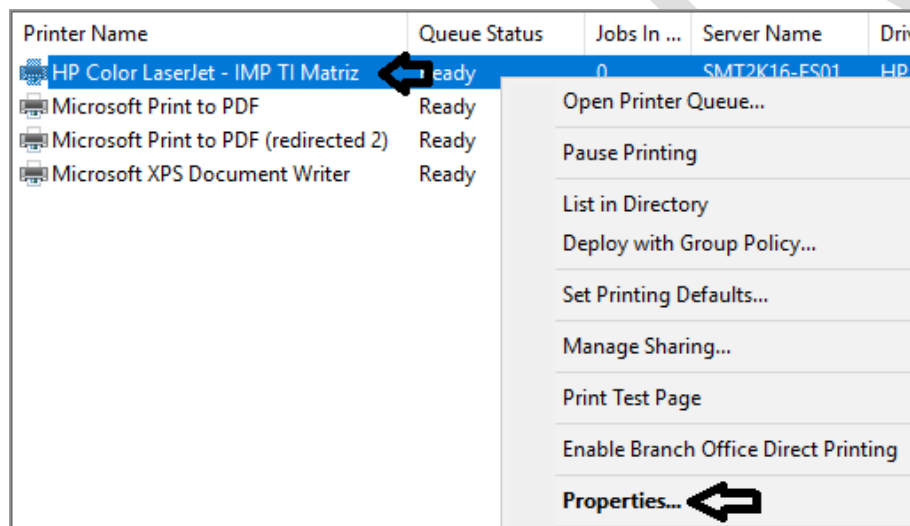 Printer Name Queue Status Jobs In ... Server Name Dri
HP Color LaserJet - IMP TI Matriz eady 0 SMT2K16-FS01 HP
Microsoft Print to PDF Ready
Microsoft Print to PDF (redirected 2) Ready
Microsoft XPS Document Writer Ready
Open Printer Queue...
Pause Printing
List in Directory
Deploy with Group Policy...
Set Printing Defaults...
Manage Sharing...
Print Test Page
Enable Branch Office Direct Printing
Properties...